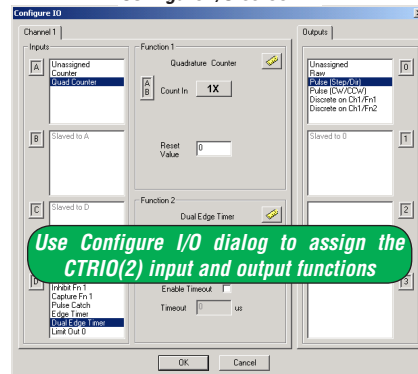 Configure IO
Channel 1
Inputs
A
Unassigned
Counter
Quad Counter
B
Slaved to A
C
Slaved to D
D
Inhibit Fn 1
Capture Fn 1
Pulse Catch
Edge Timer
Dual Edge Timer
Limit Out 0
Function 1
Quadrature Counter
A
B
Count In
1X
Reset
Value
0
Function 2
Dual Edge Timer
Enable Timeout
Timeout
0
us
Outputs
Unassigned
Raw
Pulse (Step/Dir)
Pulse (CW/CCW)
Discrete on Ch1/Fn1
Discrete on Ch1/Fn2
0
Slaved to 0
1
2
3
Use Configure I/O dialog to assign the
CTRIO(2) input and output functions
OK
Cancel